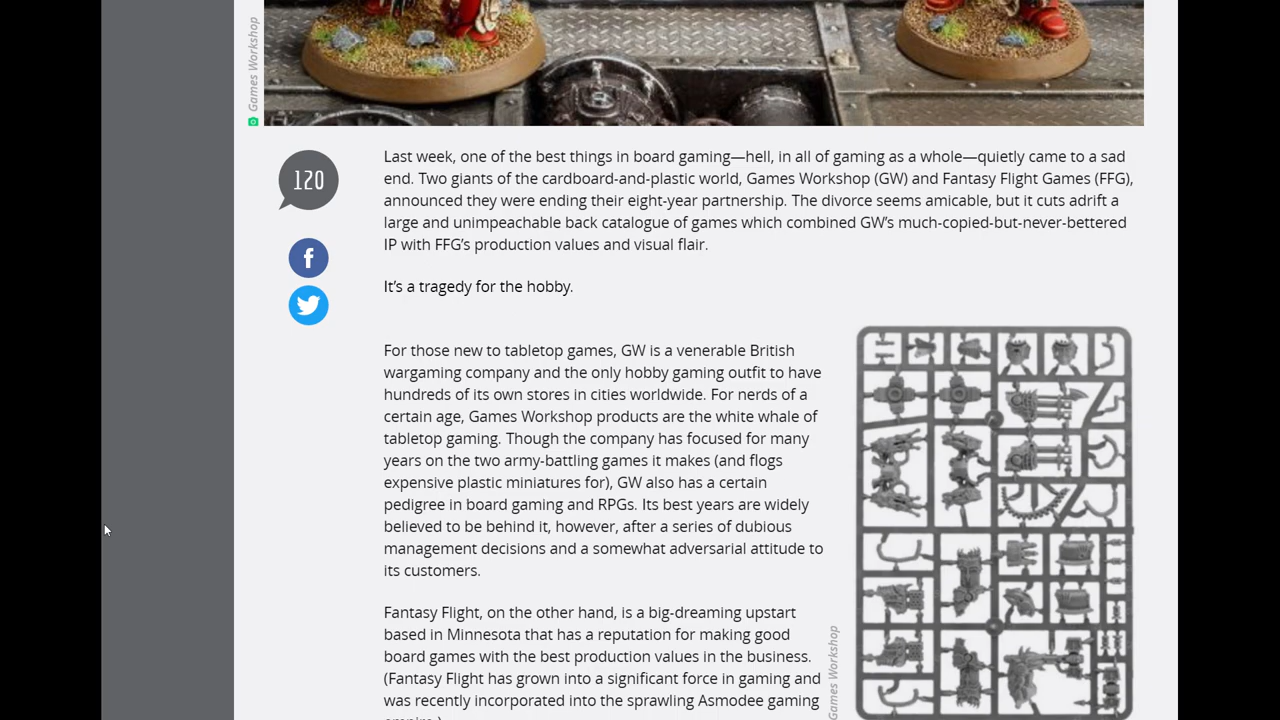 Games Workshop
120
Last week, one of the best things in board gaming—hell, in all of gaming as a whole—quietly came to a sad
end. Two giants of the cardboard-and-plastic world, Games Workshop (GW) and Fantasy Flight Games (FFG),
announced they were ending their eight-year partnership. The divorce seems amicable, but it cuts adrift a
large and unimpeachable back catalogue of games which combined GW’s much-copied-but-never-bettered
IP with FFG’s production values and visual flair.
It’s a tragedy for the hobby.
For those new to tabletop games, GW is a venerable British
wargaming company and the only hobby gaming outfit to have
hundreds of its own stores in cities worldwide. For nerds of a
certain age, Games Workshop products are the white whale of
tabletop gaming. Though the company has focused for many
years on the two army-battling games it makes (and flogs
expensive plastic miniatures for), GW also has a certain
pedigree in board gaming and RPGs. Its best years are widely
believed to be behind it, however, after a series of dubious
management decisions and a somewhat adversarial attitude to
its customers.
Fantasy Flight, on the other hand, is a big-dreaming upstart
based in Minnesota that has a reputation for making good
board games with the best production values in the business.
(Fantasy Flight has grown into a significant force in gaming and
was recently incorporated into the sprawling Asmodee gaming
Games Workshop